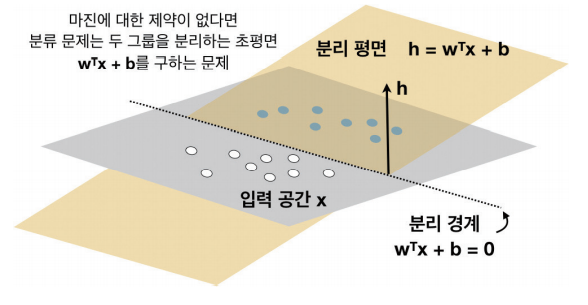 마진에 대한 제약이 없다면
분류 문제는 두 그룹을 분리하는 초평면
wᵀx + b를 구하는 문제
분리 평면 h = wᵀx + b
h
입력 공간 x
분리 경계
wᵀx + b = 0